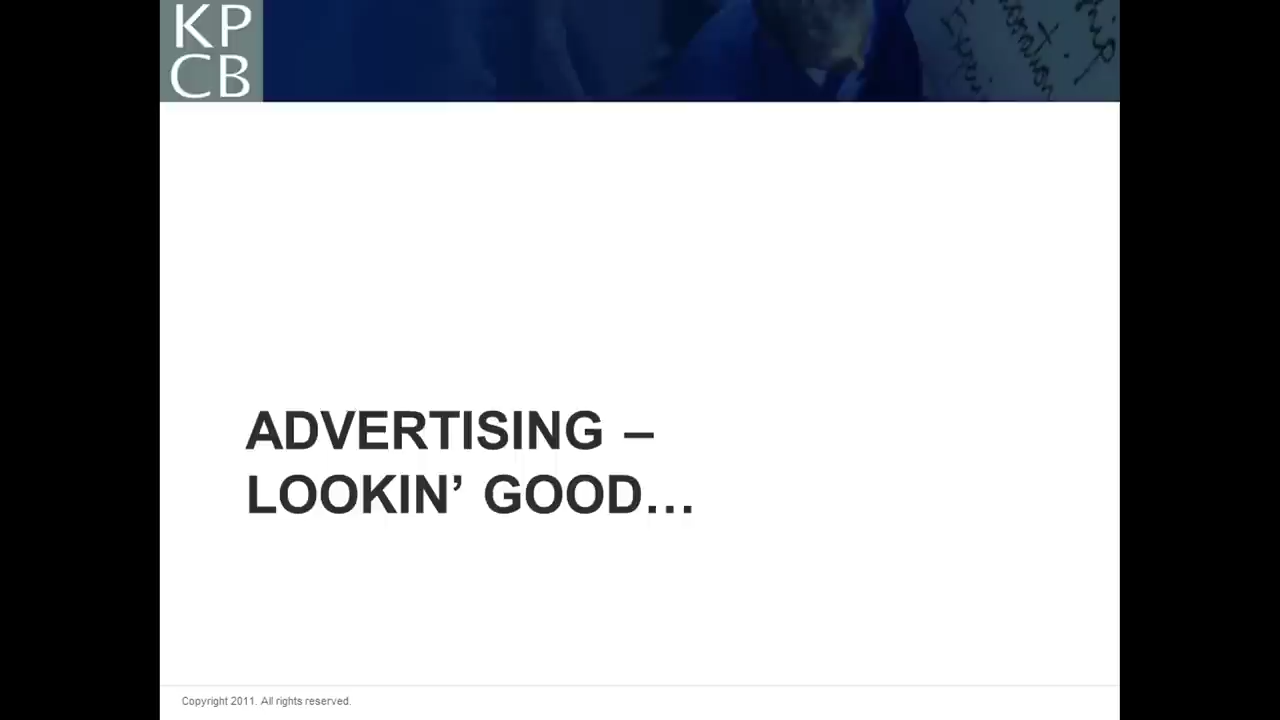 KP
CB
ADVERTISING –
LOOKIN’ GOOD…
Copyright 2011. All rights reserved.